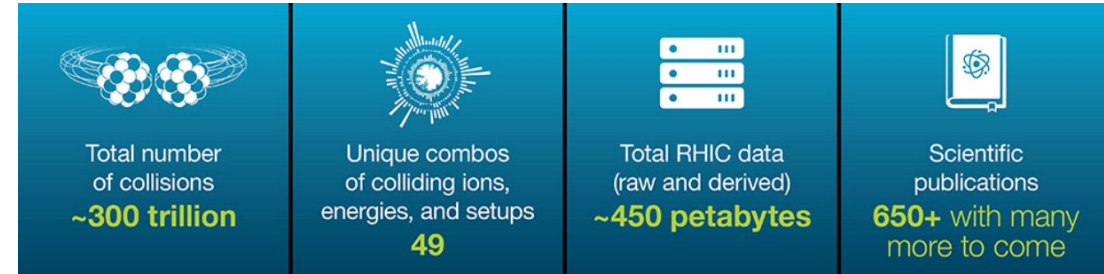 Total number
of collisions
~300 trillion
Unique combos
of colliding ions,
energies, and setups
49
Total RHIC data
(raw and derived)
~450 petabytes
Scientific
publications
650+ with many
more to come